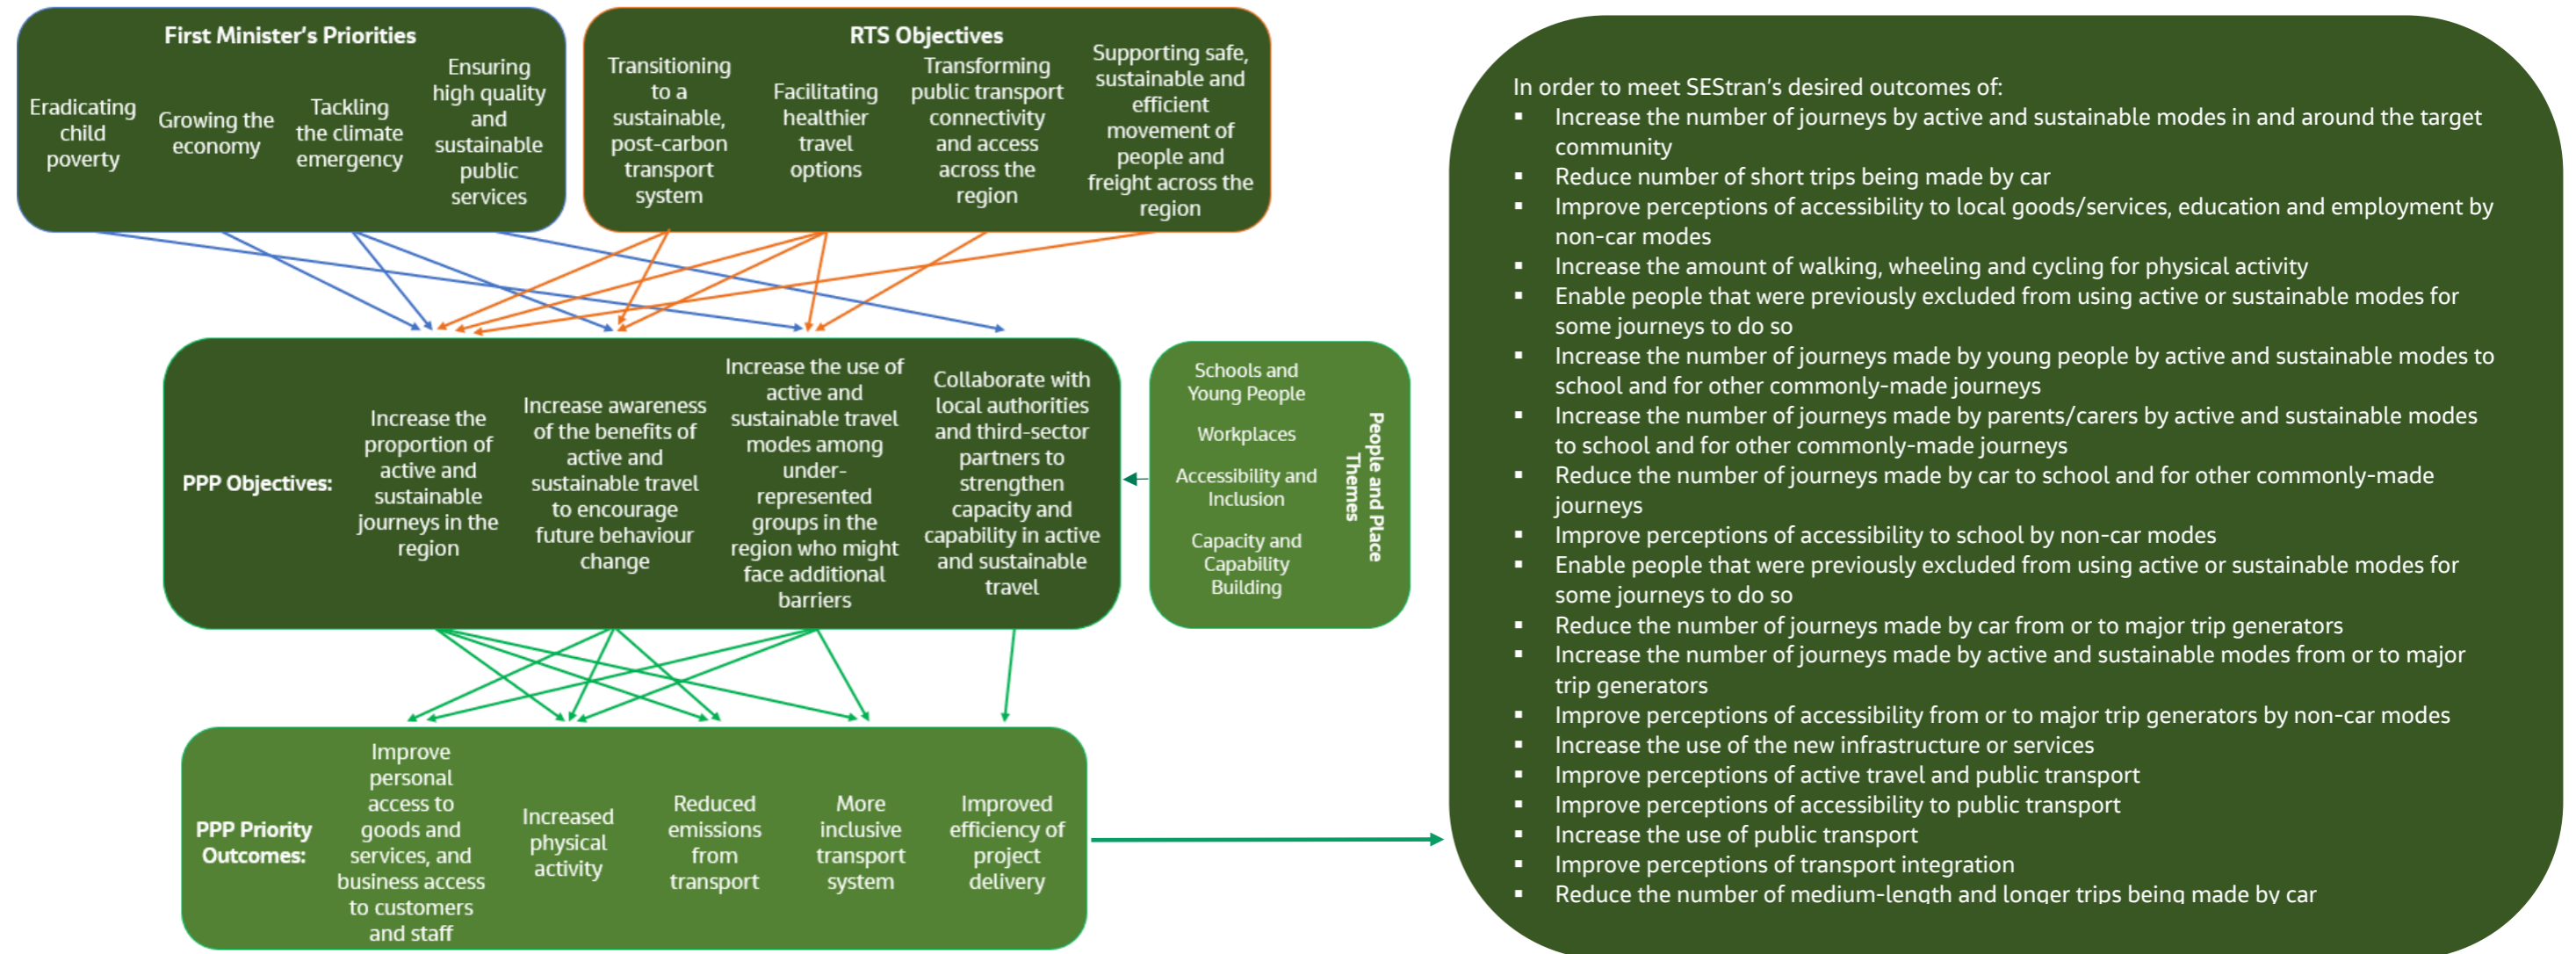 First Minister's Priorities
Eradicating
child
poverty
Growing the
economy
Tackling
the climate
emergency
Ensuring
high quality
and
sustainable
public
services
RTS Objectives
Transitioning
to a
sustainable,
post-carbon
transport
system
Facilitating
healthier
travel
options
Transforming
public transport
connectivity
and access
across the
region
Supporting safe,
sustainable and
efficient
movement of
people and
freight across the
region
PPP Objectives:
Increase the
proportion of
active and
sustainable
journeys in the
region
Increase awareness
of the benefits of
active and
sustainable travel
to encourage
future behaviour
change
Increase the use of
active and
sustainable travel
modes among
under-
represented
groups in the
region who might
face additional
barriers
Collaborate with
local authorities
and third-sector
partners to
strengthen
capacity and
capability in active
and sustainable
travel
Schools and
Young People
Workplaces
Accessibility and
Inclusion
Capacity and
Capability
Building
People and Place
Themes
PPP Priority
Outcomes:
Improve
personal
access to
goods and
services, and
business access
to customers
and staff
Increased
physical
activity
Reduced
emissions
from
transport
More
inclusive
transport
system
Improved
efficiency of
project
delivery
In order to meet SEStran's desired outcomes of:
▪ Increase the number of journeys by active and sustainable modes in and around the target
community
▪ Reduce number of short trips being made by car
▪ Improve perceptions of accessibility to local goods/services, education and employment by
non-car modes
▪ Increase the amount of walking, wheeling and cycling for physical activity
▪ Enable people that were previously excluded from using active or sustainable modes for
some journeys to do so
▪ Increase the number of journeys made by young people by active and sustainable modes to
school and for other commonly-made journeys
▪ Increase the number of journeys made by parents/carers by active and sustainable modes
to school and for other commonly-made journeys
▪ Reduce the number of journeys made by car to school and for other commonly-made
journeys
▪ Improve perceptions of accessibility to school by non-car modes
▪ Enable people that were previously excluded from using active or sustainable modes for
some journeys to do so
▪ Reduce the number of journeys made by car from or to major trip generators
▪ Increase the number of journeys made by active and sustainable modes from or to major
trip generators
▪ Improve perceptions of accessibility from or to major trip generators by non-car modes
▪ Increase the use of the new infrastructure or services
▪ Improve perceptions of active travel and public transport
▪ Improve perceptions of accessibility to public transport
▪ Increase the use of public transport
▪ Improve perceptions of transport integration
▪ Reduce the number of medium-length and longer trips being made by car